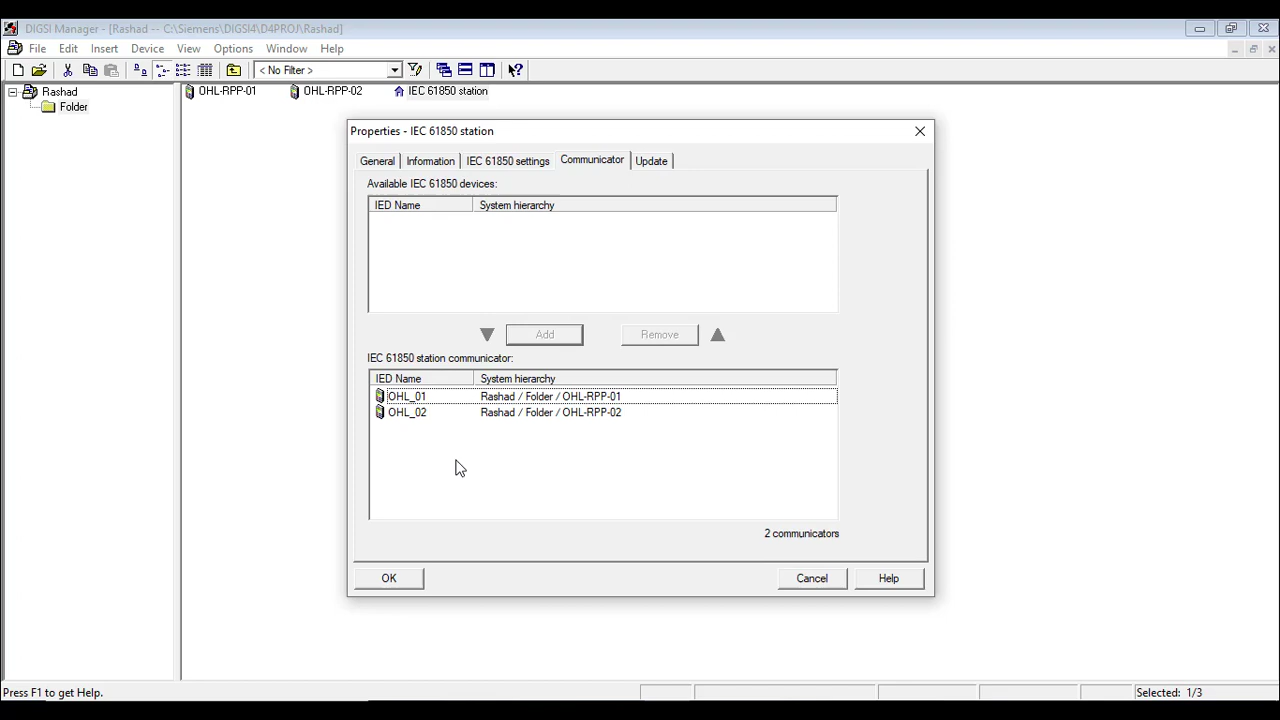 DIGSI Manager - [Rashad -- C:\Siemens\DIGSI4\D4PROJ\Rashad]
File Edit Insert Device View Options Window Help
< No Filter >
Rashad
Folder
OHL-RPP-01 OHL-RPP-02 IEC 61850 station
Properties - IEC 61850 station
General Information IEC 61850 settings Communicator Update
Available IEC 61850 devices:
IED Name System hierarchy
Add Remove
IEC 61850 station communicator:
IED Name System hierarchy
OHL_01 Rashad / Folder / OHL-RPP-01
OHL_02 Rashad / Folder / OHL-RPP-02
2 communicators
OK Cancel Help
Press F1 to get Help. Selected: 1/3